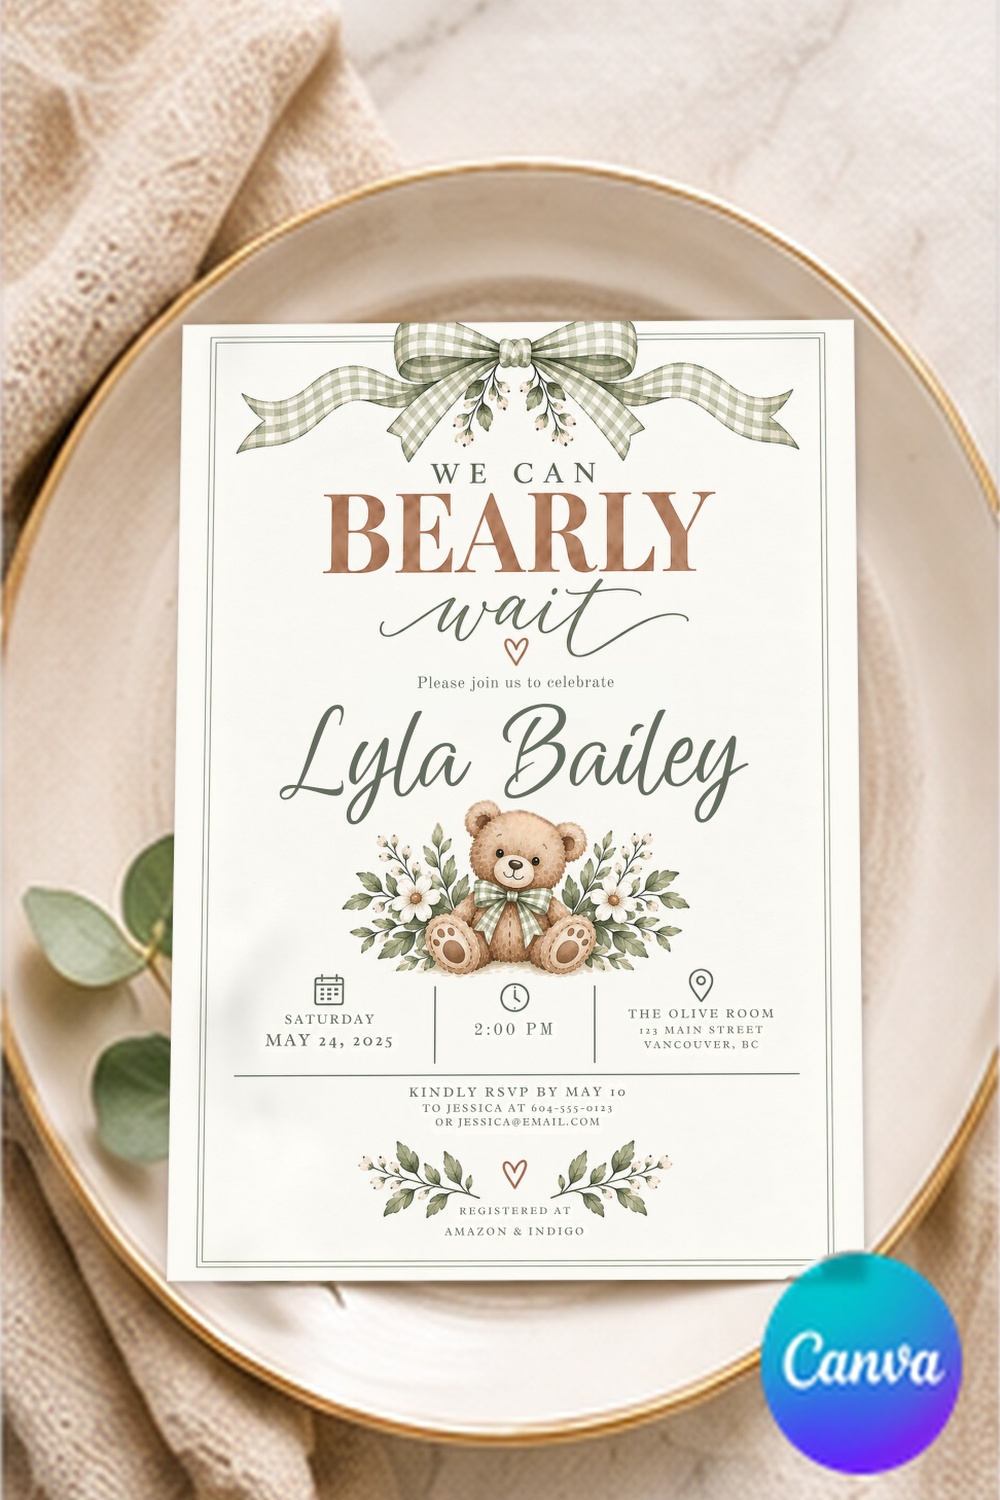 WE CAN
BEARLY
wait
Please join us to celebrate
Lyla Bailey
SATURDAY
MAY 24, 2025
2:00 PM
THE OLIVE ROOM
123 MAIN STREET
VANCOUVER, BC
KINDLY RSVP BY MAY 10
TO JESSICA AT 604-555-0123
OR JESSICA@EMAIL.COM
REGISTERED AT
AMAZON & INDIGO
Canva